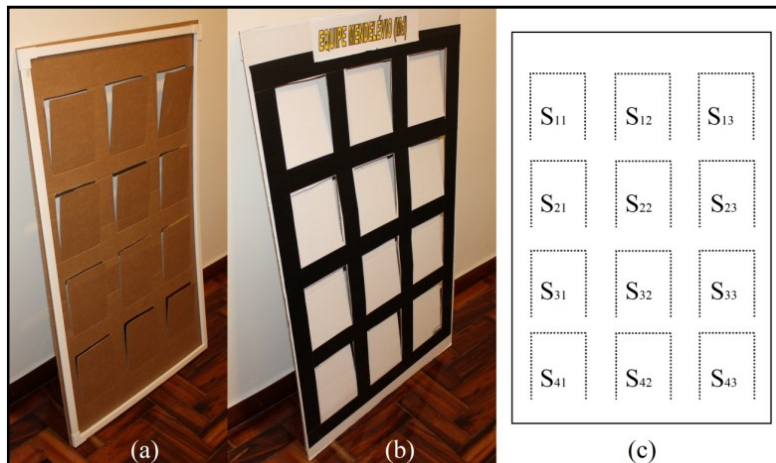 EQUIPE MENDELÉVIO (Md)
S11 S12 S13
S21 S22 S23
S31 S32 S33
S41 S42 S43
(a) (b) (c)